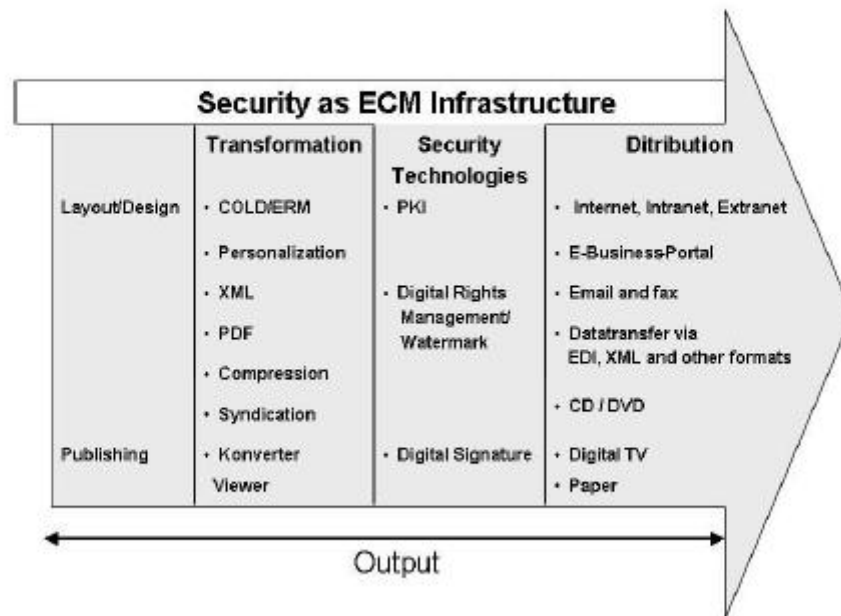 Security as ECM Infrastructure
Layout/Design
Publishing
Transformation
• COLD/ERM
• Personalization
• XML
• PDF
• Compression
• Syndication
• Konverter
Viewer
Security
Technologies
• PKI
• Digital Rights
Management/
Watermark
• Digital Signature
Ditribution
• Internet, Intranet, Extranet
• E-Business-Portal
• Email and fax
• Datatransfer via
EDI, XML and other formats
• CD / DVD
• Digital TV
• Paper
Output